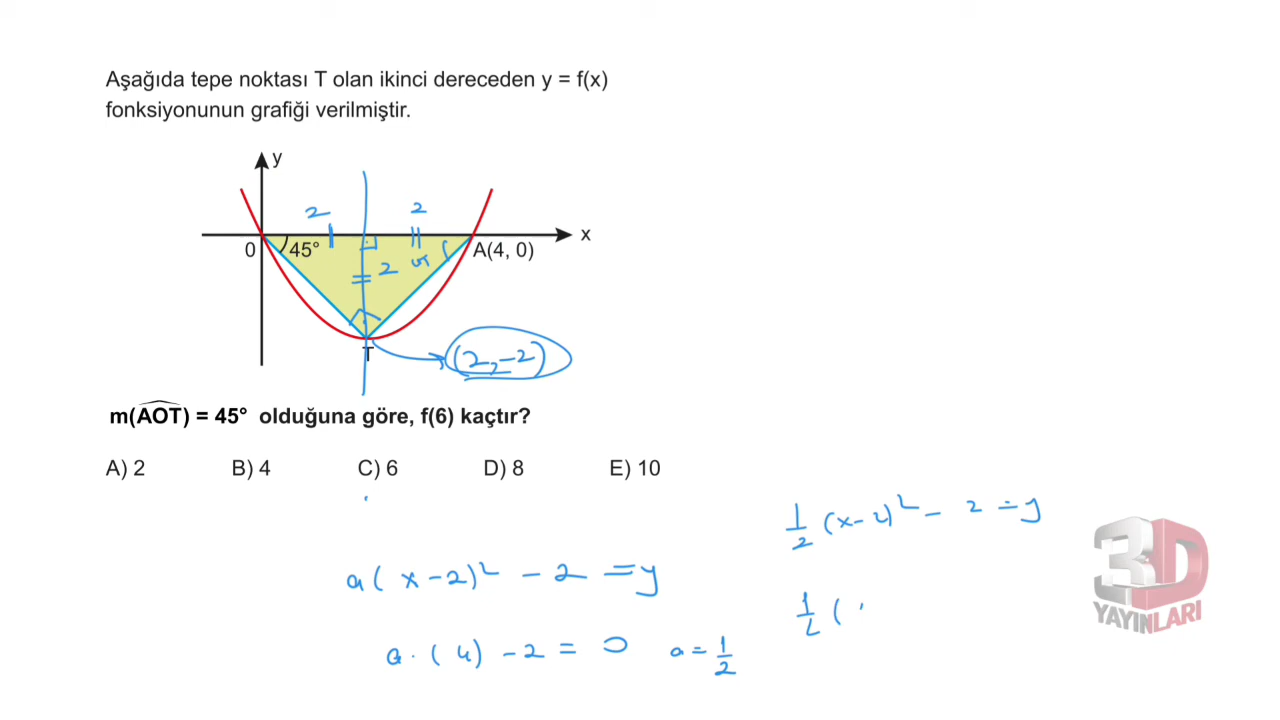 Aşağıda tepe noktası T olan ikinci dereceden y = f(x)
fonksiyonunun grafiği verilmiştir.
y
2 2
x
0 45° A(4, 0)
2 45
T (2, -2)
m(AOT) = 45° olduğuna göre, f(6) kaçtır?
A) 2 B) 4 C) 6 D) 8 E) 10
1/2 (x-2)² - 2 = y
a(x-2)² - 2 = y
1/2 (
a·(4) - 2 = 0 a = 1/2
3D
YAYINLARI